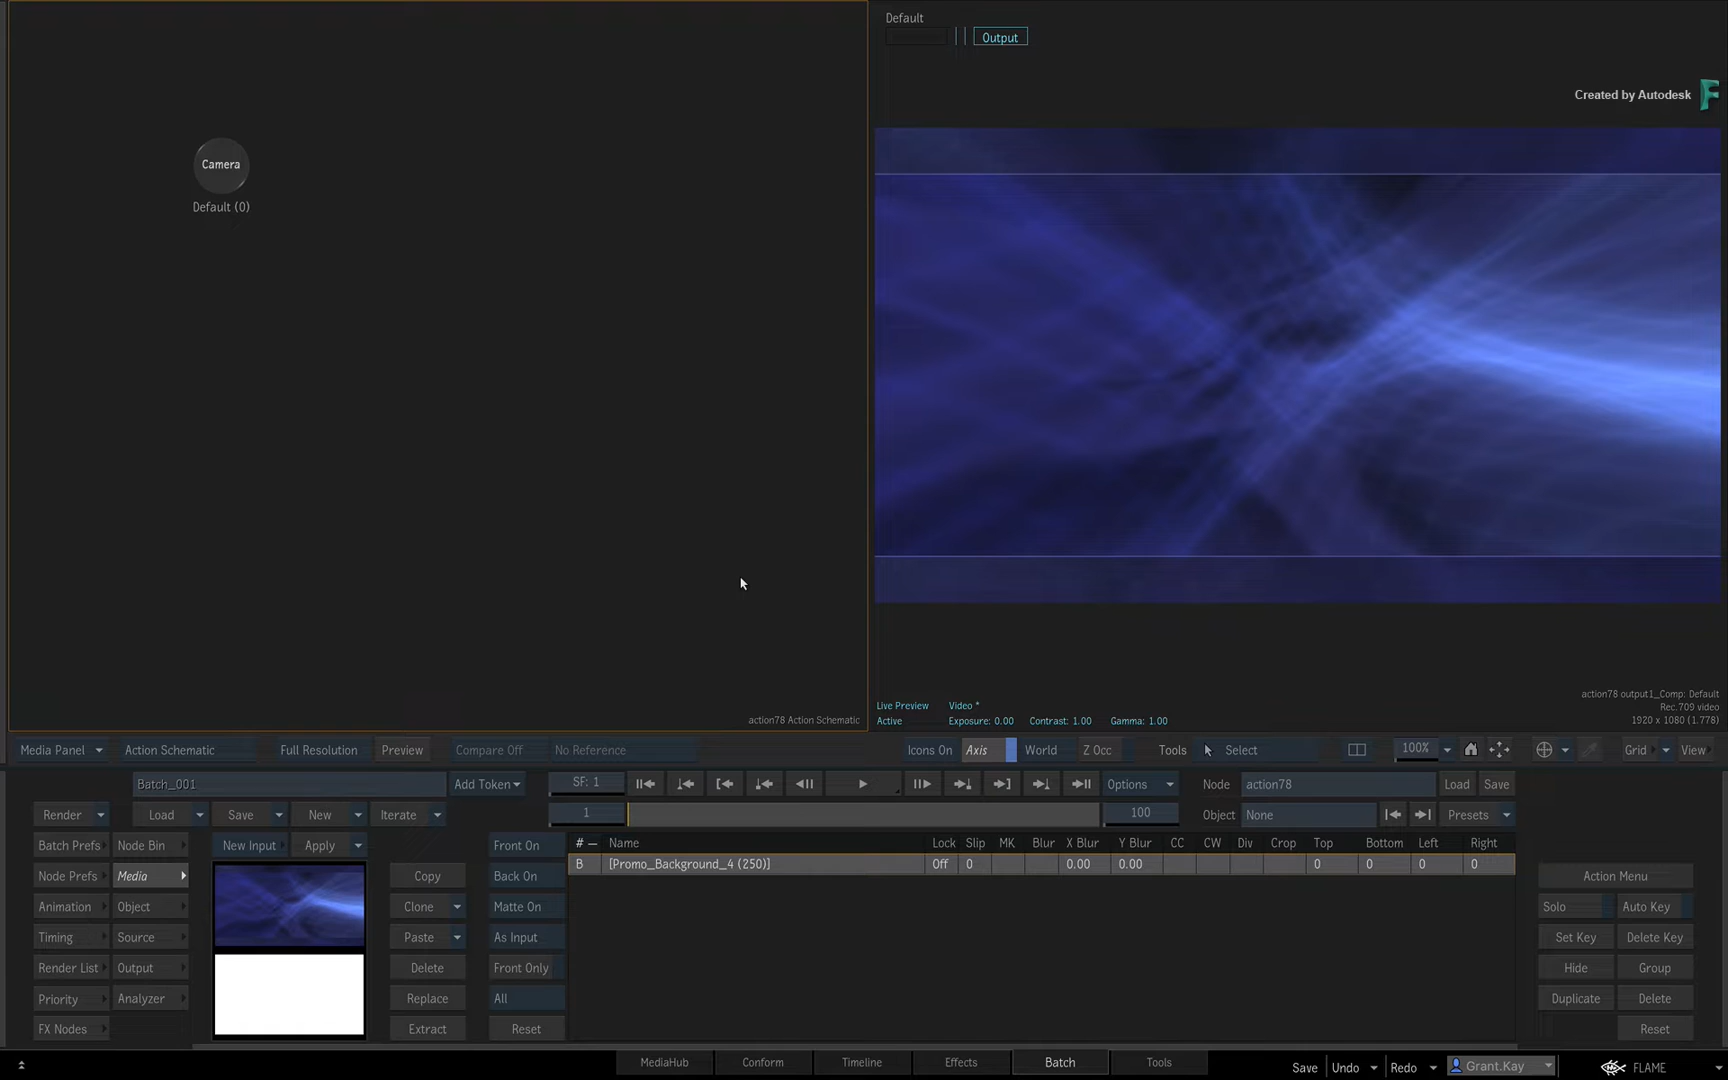 Default
Output
Created by Autodesk
Camera
Default (0)
action78 Action Schematic
Live Preview Video *
Active Exposure: 0.00 Contrast: 1.00 Gamma: 1.00
action78 output1_Comp: Default
Rec.709 video
1920 x 1080 (1.778)
Media Panel Action Schematic Full Resolution Preview Compare Off No Reference Icons On Axis World Z Occ Tools Select 100% Grid View
Batch_001 Add Token SF: 1 Options Node action78 Load Save
Render Load Save New Iterate 1 100 Object None Presets
Batch Prefs Node Bin New Input Apply Front On # Name Lock Slip MK Blur X Blur Y Blur CC CW Div Crop Top Bottom Left Right
B [Promo_Background_4 (250)] Off 0 0.00 0.00 0 0 0 0
Node Prefs Media Copy Back On Action Menu
Animation Object Clone Matte On Solo Auto Key
Timing Source Paste As Input Set Key Delete Key
Render List Output Delete Front Only Hide Group
Priority Analyzer Replace All Duplicate Delete
FX Nodes Extract Reset Reset
MediaHub Conform Timeline Effects Batch Tools Save Undo Redo Grant.Kay FLAME